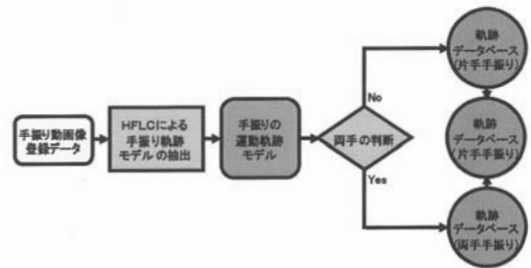 手振り動画像
登録データ
HFLCによる
手振り軌跡
モデルの抽出
手振りの
運動軌跡
モデル
両手の判断
No
Yes
軌跡
データベース
(片手手振り)
軌跡
データベース
(片手手振り)
軌跡
データベース
(両手手振り)